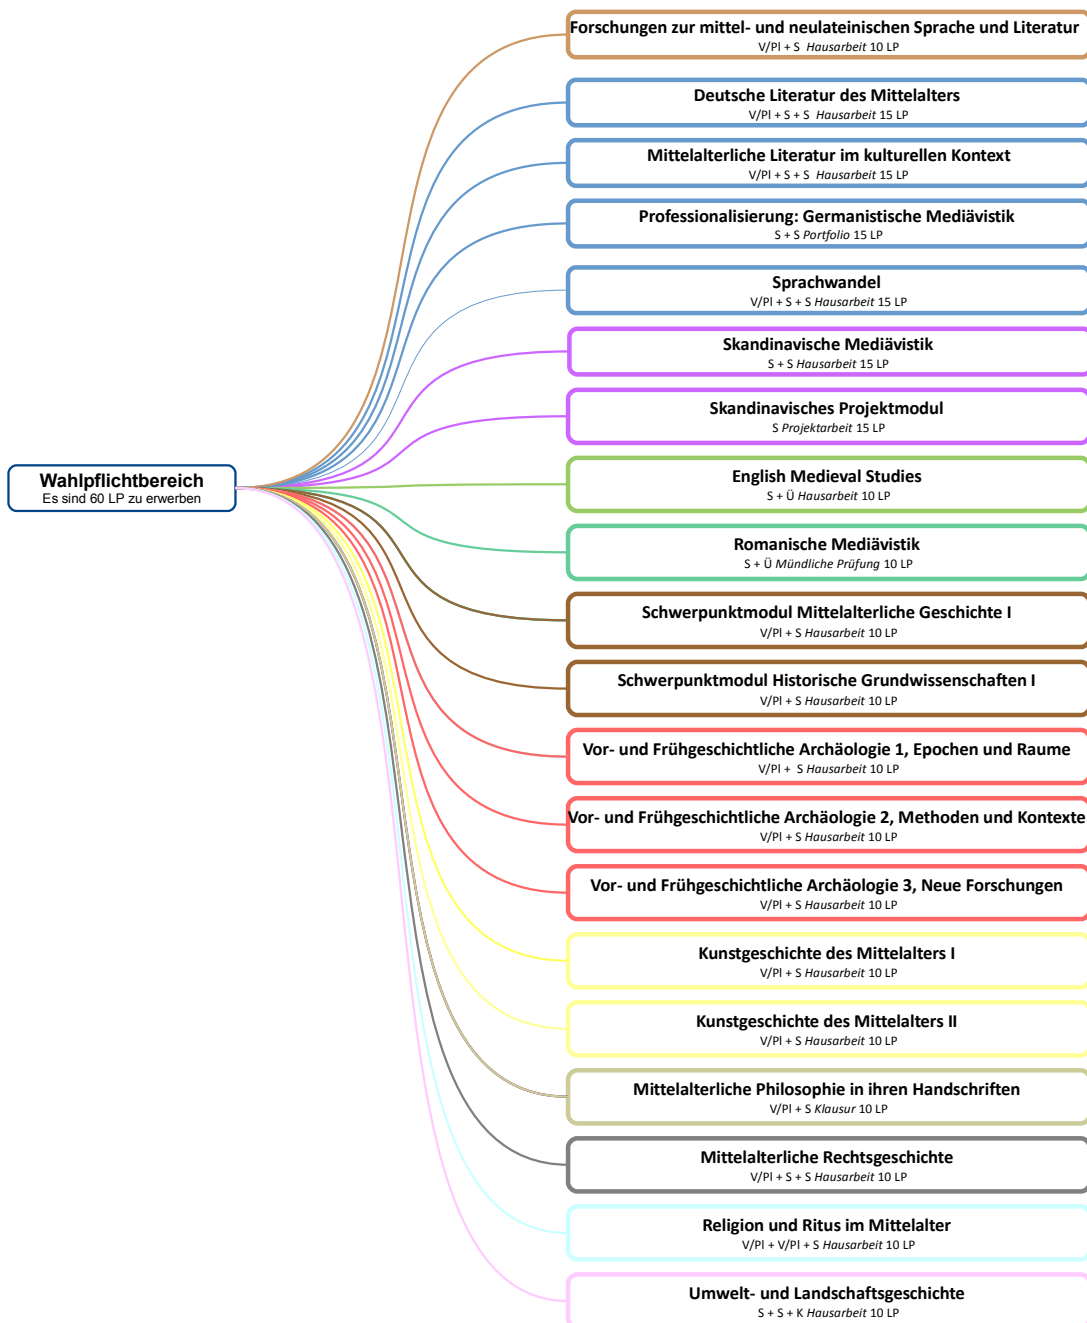 Forschungen zur mittel- und neulateinischen Sprache und Literatur
V/Pl + S Hausarbeit 10 LP
Deutsche Literatur des Mittelalters
V/Pl + S + S Hausarbeit 15 LP
Mittelalterliche Literatur im kulturellen Kontext
V/Pl + S + S Hausarbeit 15 LP
Professionalisierung: Germanistische Mediävistik
S + S Portfolio 15 LP
Sprachwandel
V/Pl + S + S Hausarbeit 15 LP
Skandinavische Mediävistik
S + S Hausarbeit 15 LP
Skandinavisches Projektmodul
S Projektarbeit 15 LP
Wahlpflichtbereich
Es sind 60 LP zu erwerben
English Medieval Studies
S + Ü Hausarbeit 10 LP
Romanische Mediävistik
S + Ü Mündliche Prüfung 10 LP
Schwerpunktmodul Mittelalterliche Geschichte I
V/Pl + S Hausarbeit 10 LP
Schwerpunktmodul Historische Grundwissenschaften I
V/Pl + S Hausarbeit 10 LP
Vor- und Frühgeschichtliche Archäologie 1, Epochen und Raume
V/Pl + S Hausarbeit 10 LP
Vor- und Frühgeschichtliche Archäologie 2, Methoden und Kontexte
V/Pl + S Hausarbeit 10 LP
Vor- und Frühgeschichtliche Archäologie 3, Neue Forschungen
V/Pl + S Hausarbeit 10 LP
Kunstgeschichte des Mittelalters I
V/Pl + S Hausarbeit 10 LP
Kunstgeschichte des Mittelalters II
V/Pl + S Hausarbeit 10 LP
Mittelalterliche Philosophie in ihren Handschriften
V/Pl + S Klausur 10 LP
Mittelalterliche Rechtsgeschichte
V/Pl + S + S Hausarbeit 10 LP
Religion und Ritus im Mittelalter
V/Pl + V/Pl + S Hausarbeit 10 LP
Umwelt- und Landschaftsgeschichte
S + S + K Hausarbeit 10 LP